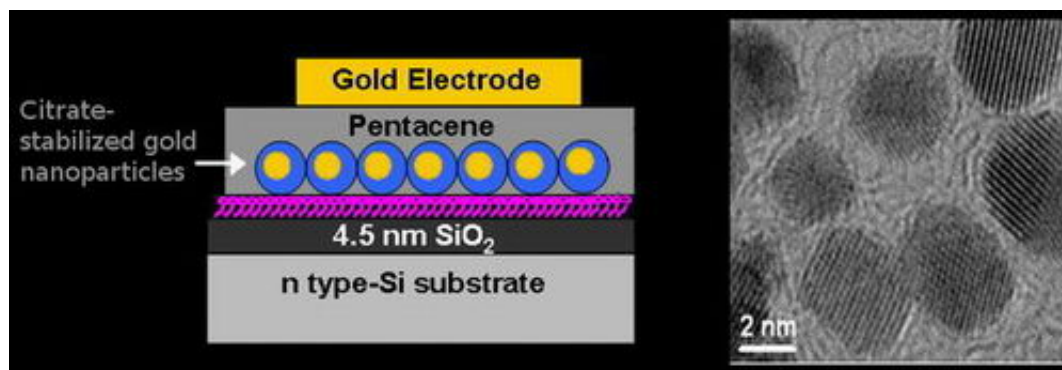 Gold Electrode
Citrate-
stabilized gold
nanoparticles
Pentacene
4.5 nm SiO₂
n type-Si substrate
2 nm